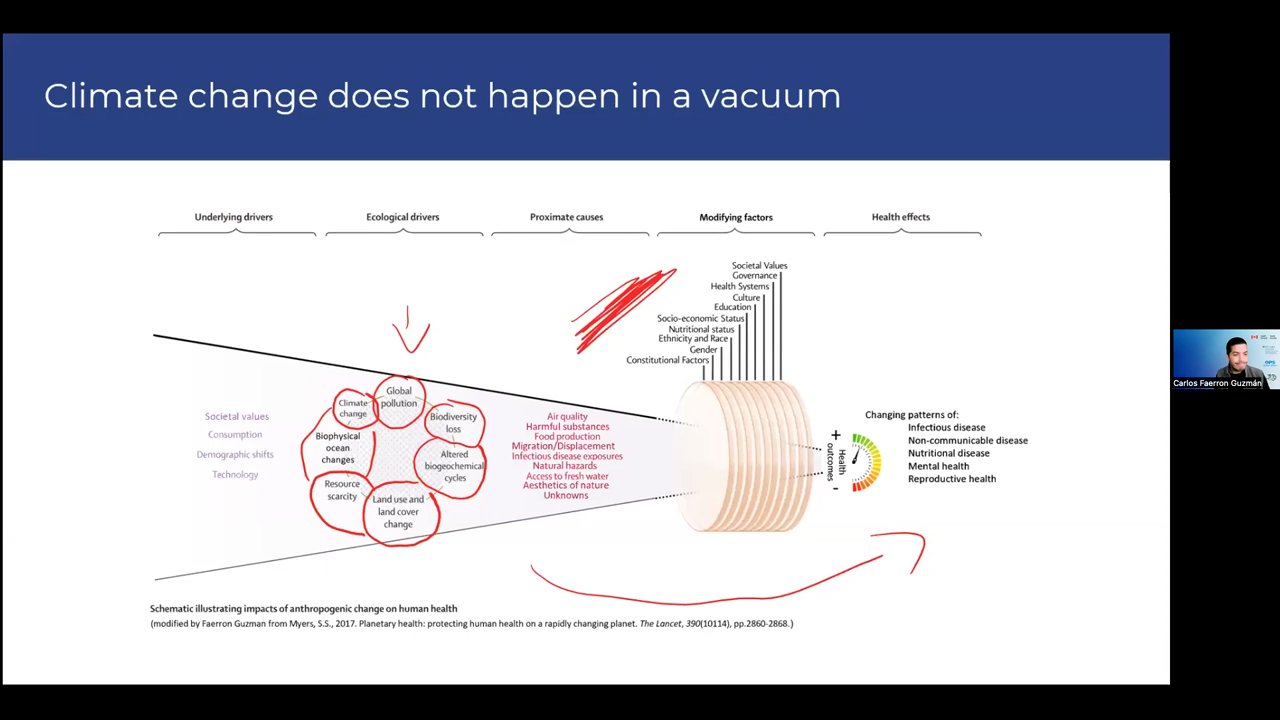 Climate change does not happen in a vacuum
Underlying drivers
Ecological drivers
Proximate causes
Modifying factors
Health effects
Societal Values
Governance
Health Systems
Culture
Education
Socio-economic Status
Nutritional status
Ethnicity and Race
Gender
Constitutional Factors
Societal values
Consumption
Demographic shifts
Technology
Global
pollution
Climate
change
Biodiversity
loss
Biophysical
ocean
changes
Altered
biogeochemical
cycles
Resource
scarcity
Land use and
land cover
change
Air quality
Harmful substances
Food production
Migration/Displacement
Infectious disease exposures
Natural hazards
Access to fresh water
Aesthetics of nature
Unknowns
+
Health
outcomes
-
Changing patterns of:
Infectious disease
Non-communicable disease
Nutritional disease
Mental health
Reproductive health
Carlos Faerron Guzmán
Schematic illustrating impacts of anthropogenic change on human health
(modified by Faerron Guzman from Myers, S.S., 2017. Planetary health: protecting human health on a rapidly changing planet. The Lancet, 390(10114), pp.2860-2868.)